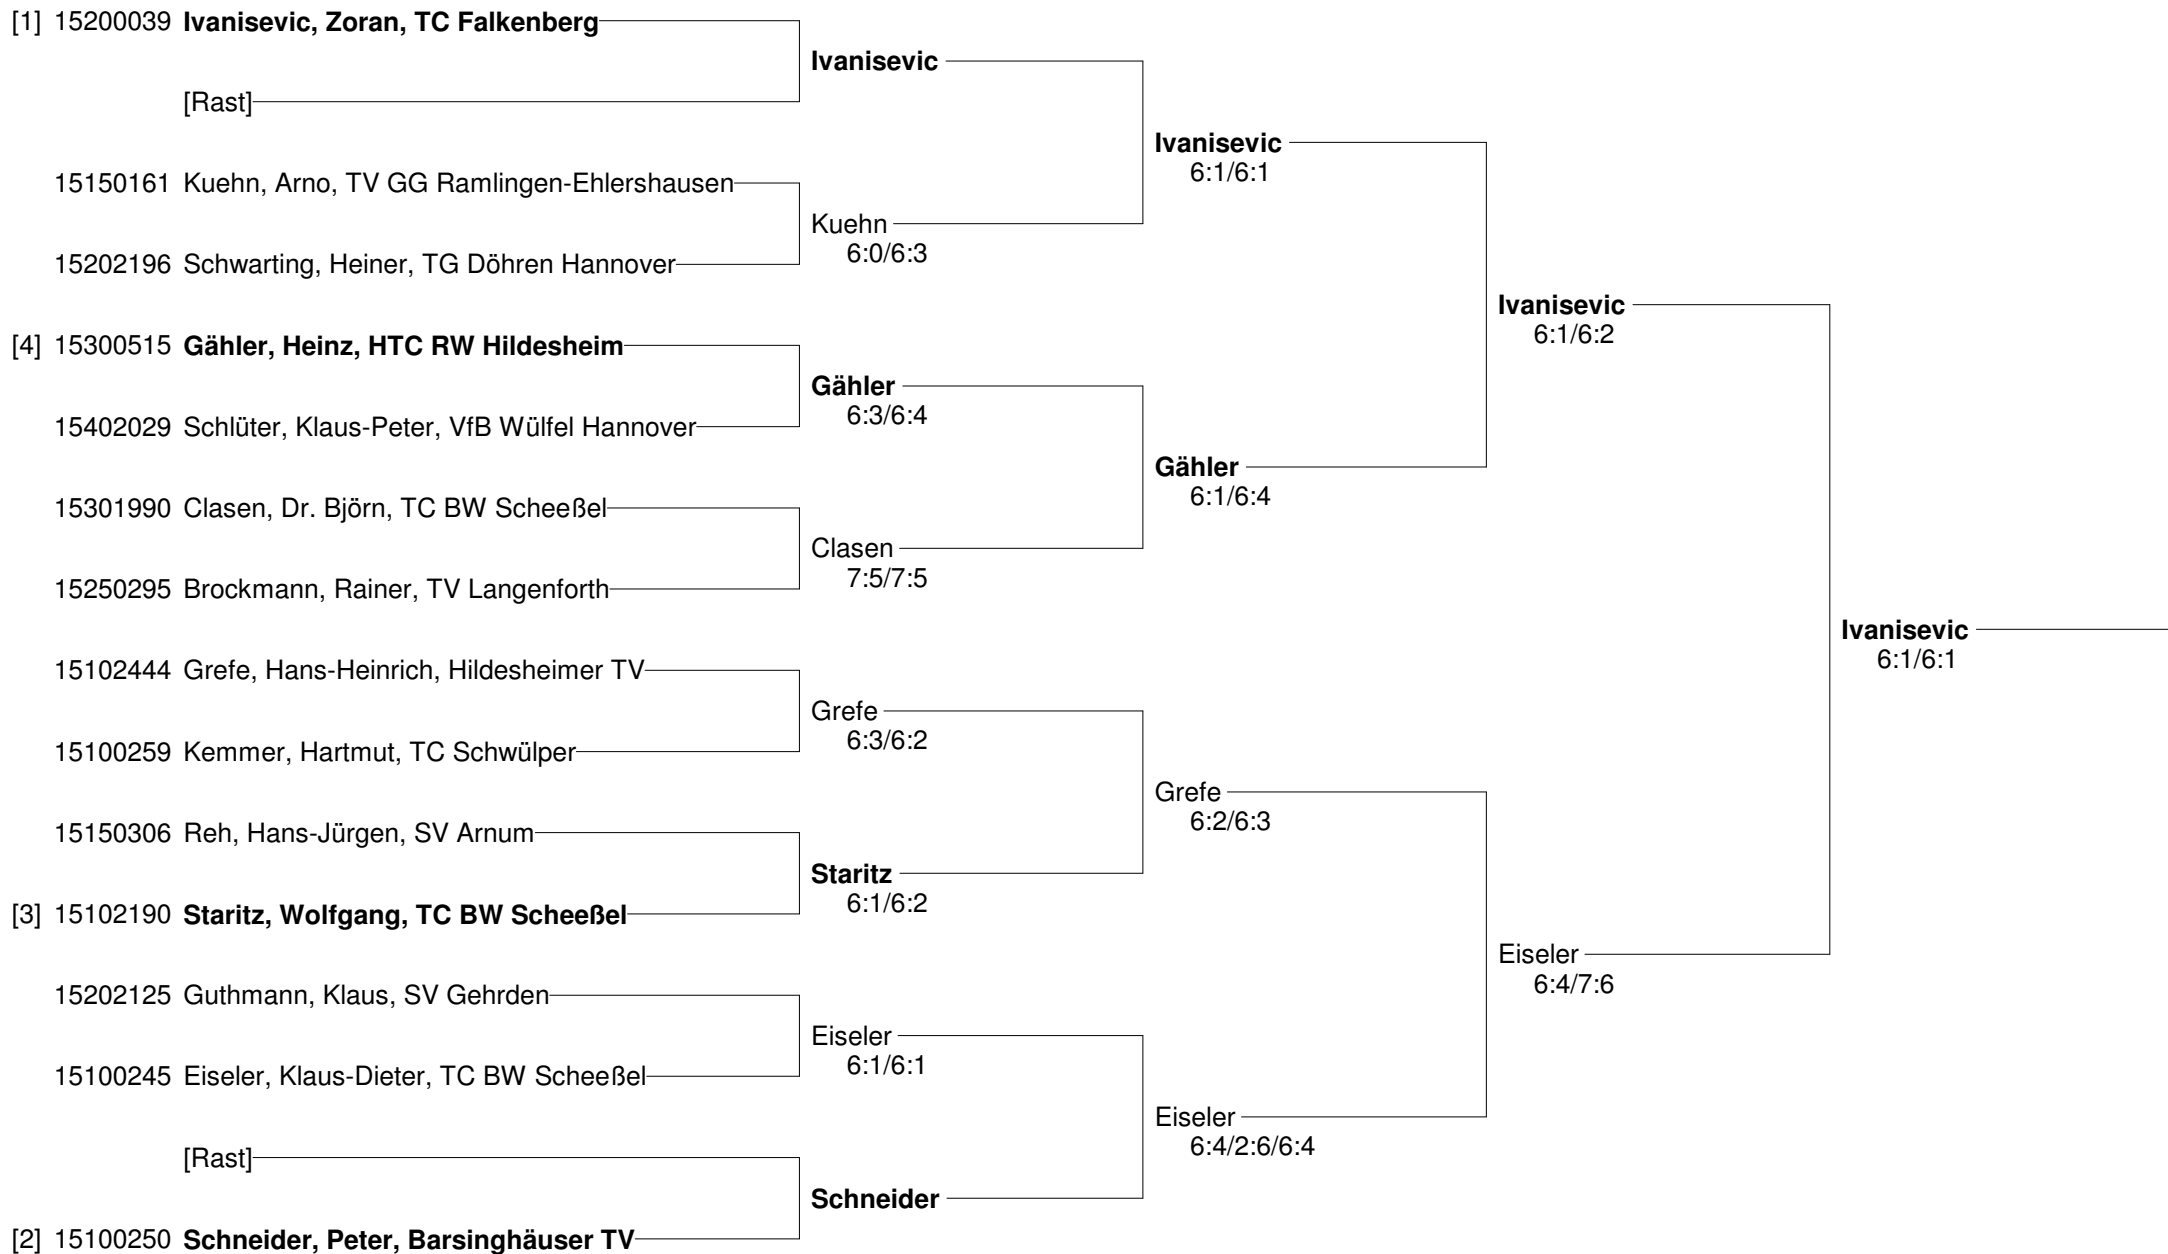 [1] 15200039 Ivanisevic, Zoran, TC Falkenberg
Ivanisevic
[Rast]
Ivanisevic
6:1/6:1
15150161 Kuehn, Arno, TV GG Ramlingen-Ehlershausen
Kuehn
6:0/6:3
15202196 Schwarting, Heiner, TG Döhren Hannover
Ivanisevic
6:1/6:2
[4] 15300515 Gähler, Heinz, HTC RW Hildesheim
Gähler
6:3/6:4
15402029 Schlüter, Klaus-Peter, VfB Wülfel Hannover
Gähler
6:1/6:4
15301990 Clasen, Dr. Björn, TC BW Scheeßel
Clasen
7:5/7:5
15250295 Brockmann, Rainer, TV Langenforth
Ivanisevic
6:1/6:1
15102444 Grefe, Hans-Heinrich, Hildesheimer TV
Grefe
6:3/6:2
15100259 Kemmer, Hartmut, TC Schwülper
Grefe
6:2/6:3
15150306 Reh, Hans-Jürgen, SV Arnum
Staritz
6:1/6:2
[3] 15102190 Staritz, Wolfgang, TC BW Scheeßel
Eiseler
6:4/7:6
15202125 Guthmann, Klaus, SV Gehrden
Eiseler
6:1/6:1
15100245 Eiseler, Klaus-Dieter, TC BW Scheeßel
Eiseler
6:4/2:6/6:4
[Rast]
Schneider
[2] 15100250 Schneider, Peter, Barsinghäuser TV